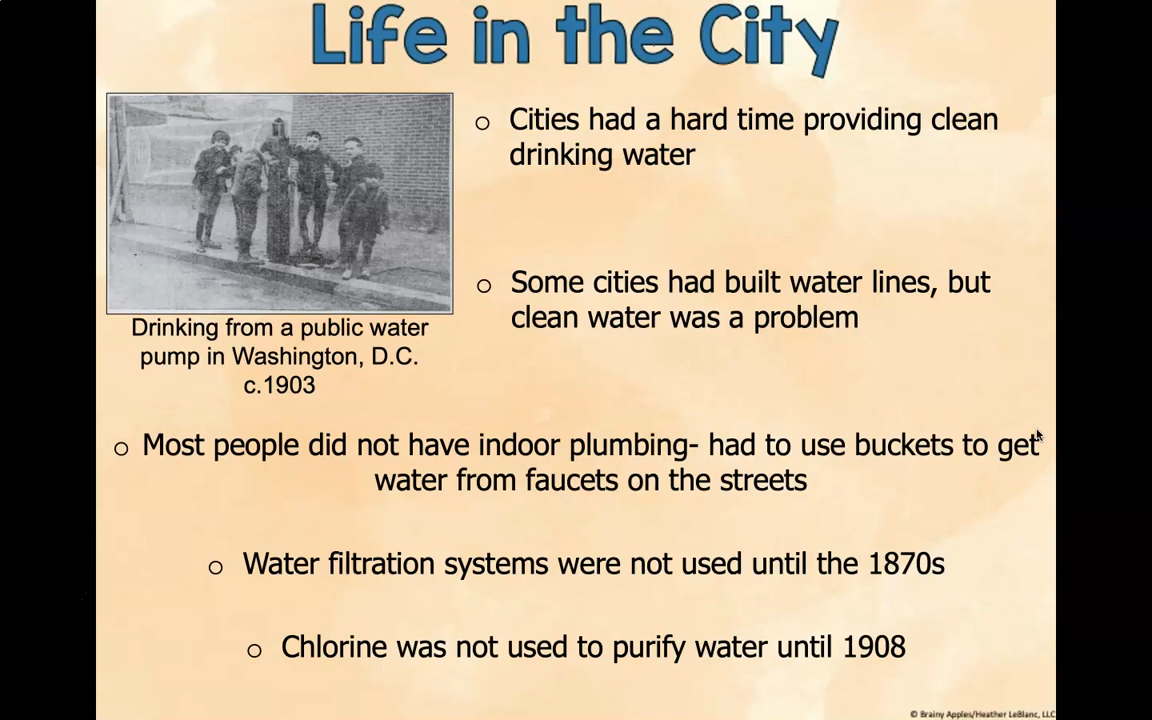 Life in the City
Cities had a hard time providing clean
drinking water
Some cities had built water lines, but
clean water was a problem
Drinking from a public water
pump in Washington, D.C.
c.1903
Most people did not have indoor plumbing- had to use buckets to get
water from faucets on the streets
Water filtration systems were not used until the 1870s
Chlorine was not used to purify water until 1908
© Brainy Apples/Heather LeBlanc, LLC